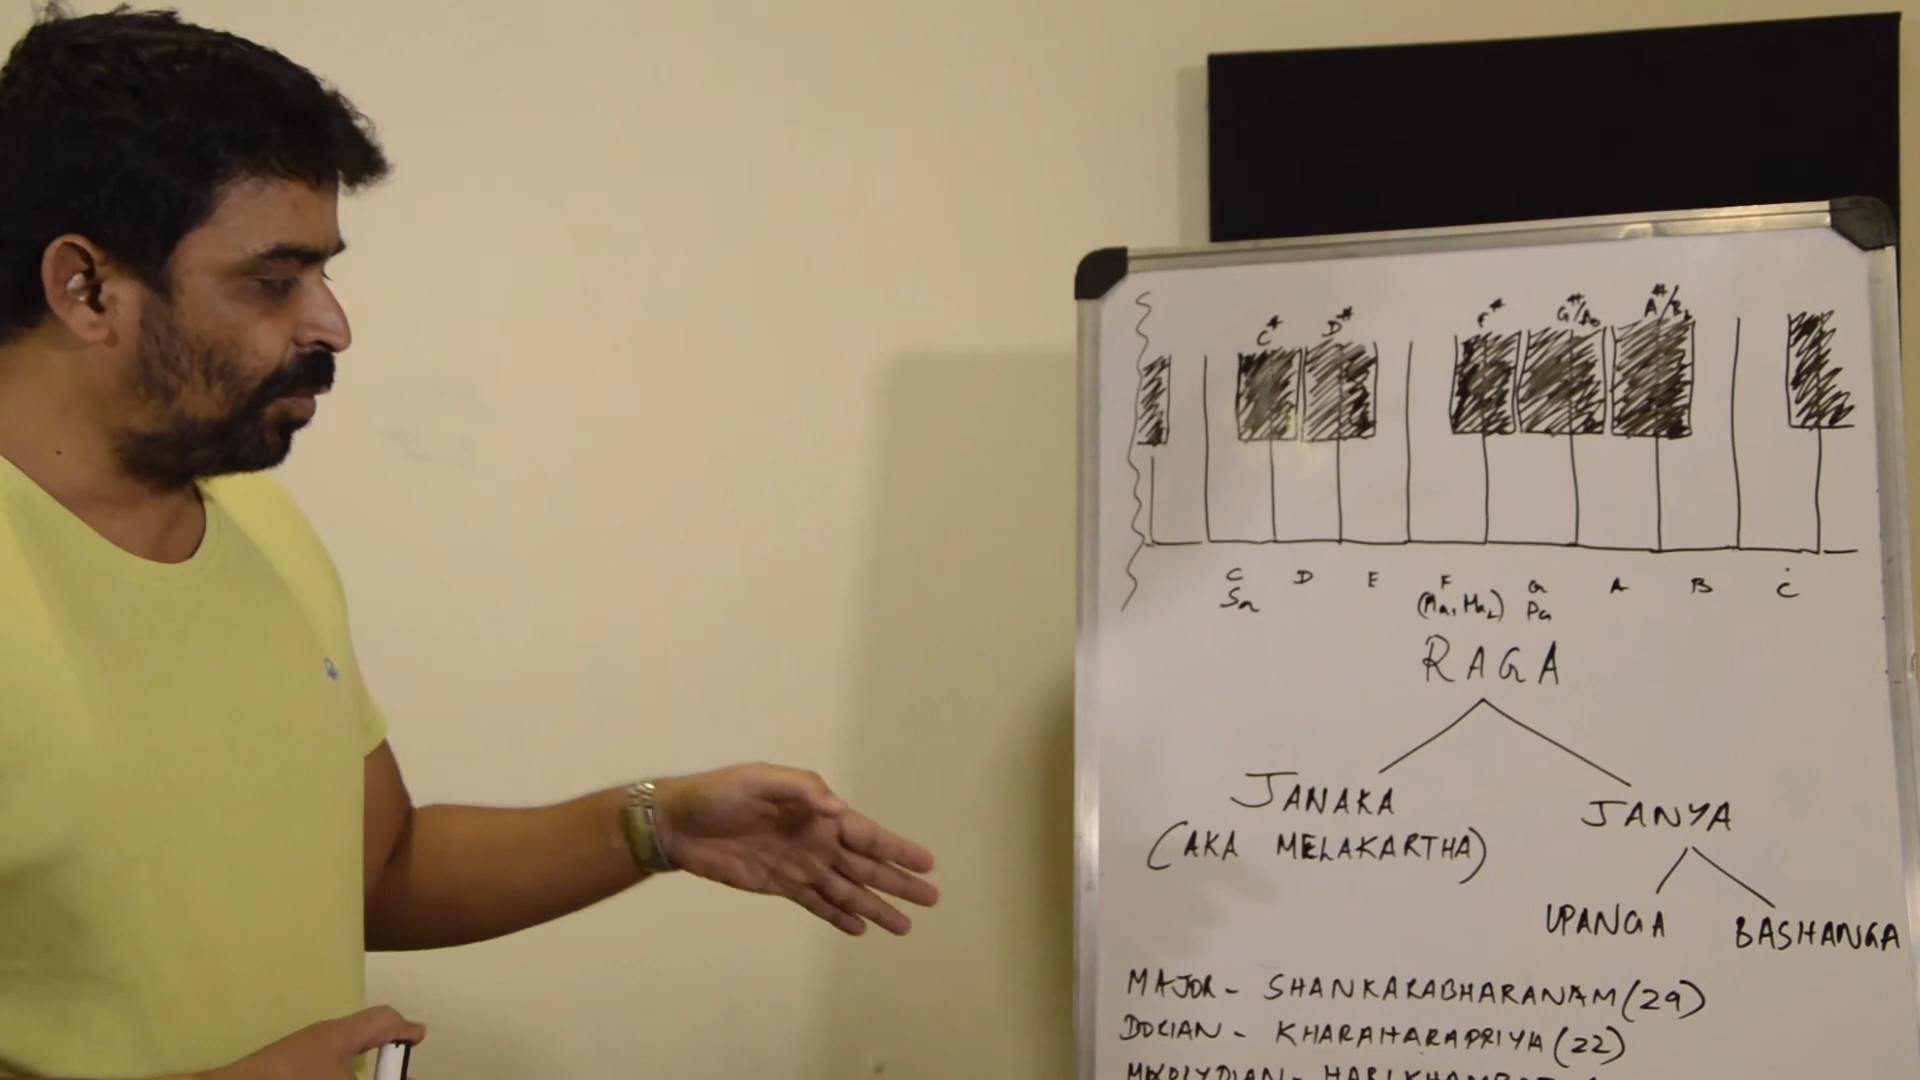 C# D# F# G#/Ab A#/Bb
C D E F G A B Ċ
Sa (Ma₁, Ma₂) Pa
RAGA
JANAKA JANYA
(AKA MELAKARTHA)
UPANGA BASHANGA
MAJOR - SHANKARABHARANAM (29)
DORIAN - KHARAHARAPRIYA (22)
MIXOLYDIAN -